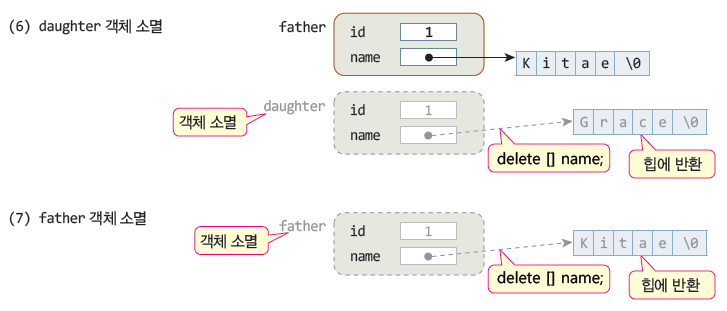 (6) daughter 객체 소멸
father
id 1
name
K i t a e \0
daughter
객체 소멸
id 1
name
G r a c e \0
delete [] name;
힙에 반환
(7) father 객체 소멸
father
객체 소멸
id 1
name
K i t a e \0
delete [] name;
힙에 반환